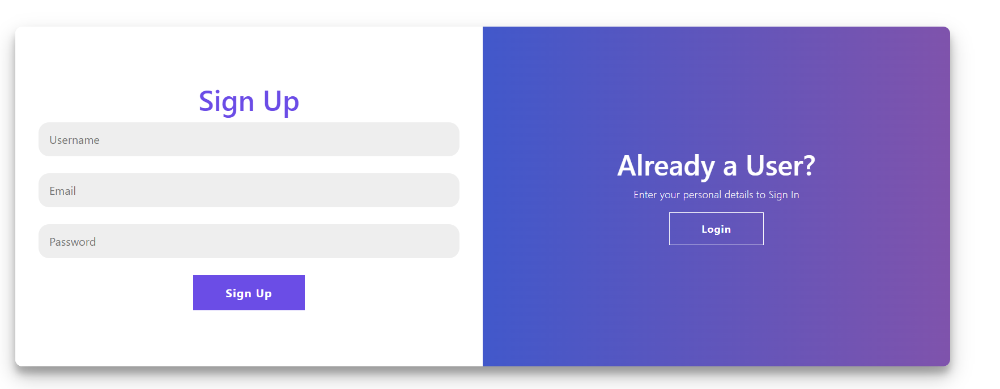 Sign Up
Username
Email
Password
Sign Up
Already a User?
Enter your personal details to Sign In
Login